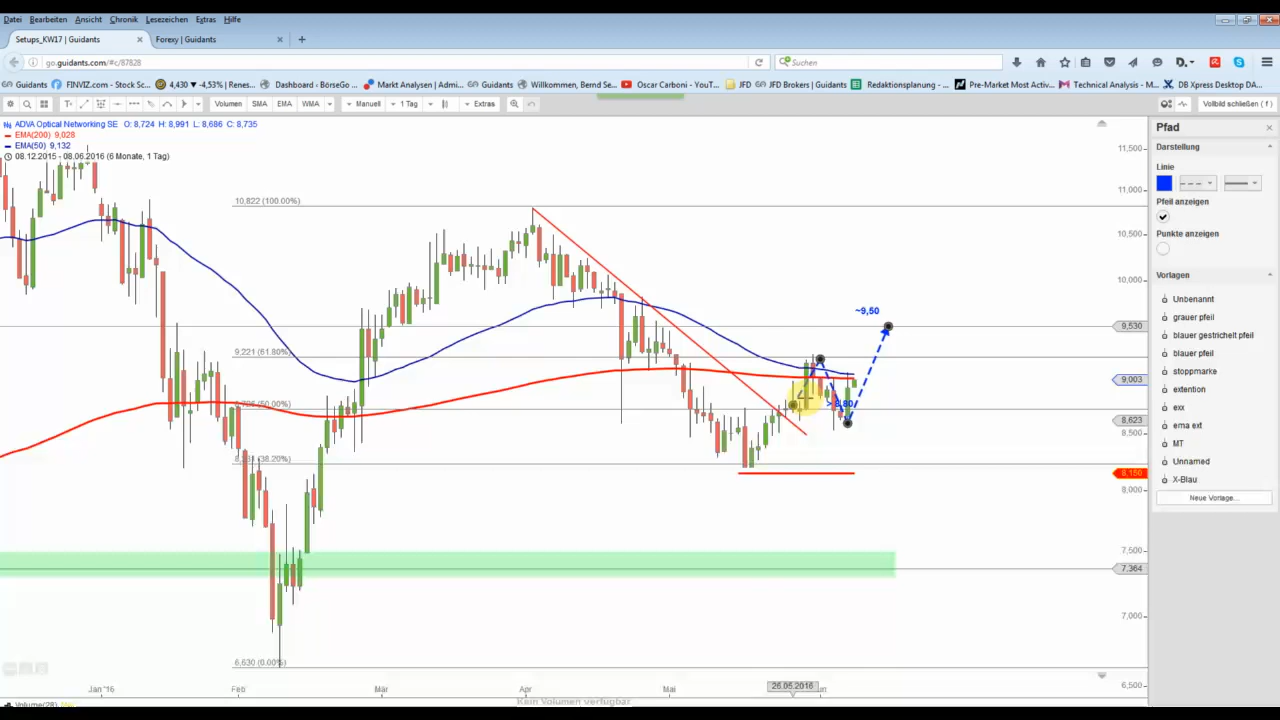 Datei Bearbeiten Ansicht Chronik Lesezeichen Extras Hilfe
Setups_KW17 | Guidants × Forexy | Guidants × +
go.guidants.com/#c/87828 Suchen
Guidants FINVIZ.com - Stock Sc... 4,430 ▼ -4,53% | Renes... Dashboard ‹ BörseGo ... Markt Analysen | Admi... Guidants Willkommen, Bernd Se... Oscar Carboni - YouT... JFD JFD Brokers | Guidants Redaktionsplanung - ... Pre-Market Most Activ... Technical Analysis - M... DB Xpress Desktop DA...
Volumen SMA EMA WMA Manuell 1 Tag Extras Vollbild schließen ( f )
ADVA Optical Networking SE O: 8,724 H: 8,991 L: 8,686 C: 8,735
EMA(200) 9,028
EMA(50) 9,132
08.12.2015 - 08.06.2016 (6 Monate, 1 Tag)
10,822 (100.00%)
9,221 (61.80%)
(50.00%)
(38.20%)
6,630 (0.00%)
~9,50
> 8,80
11,500
11,000
10,500
10,000
9,530
9,003
8,623
8,500
8,150
8,000
7,500
7,364
7,000
6,500
Jan '16 Feb Mär Apr Mai 26.05.2016
Kein Volumen verfügbar
Volume(28)
Pfad ×
Darstellung
Linie
Pfeil anzeigen
Punkte anzeigen
Vorlagen
Unbenannt
grauer pfeil
blauer gestrichelt pfeil
blauer pfeil
stoppmarke
extention
exx
ema ext
MT
Unnamed
X-Blau
Neue Vorlage...